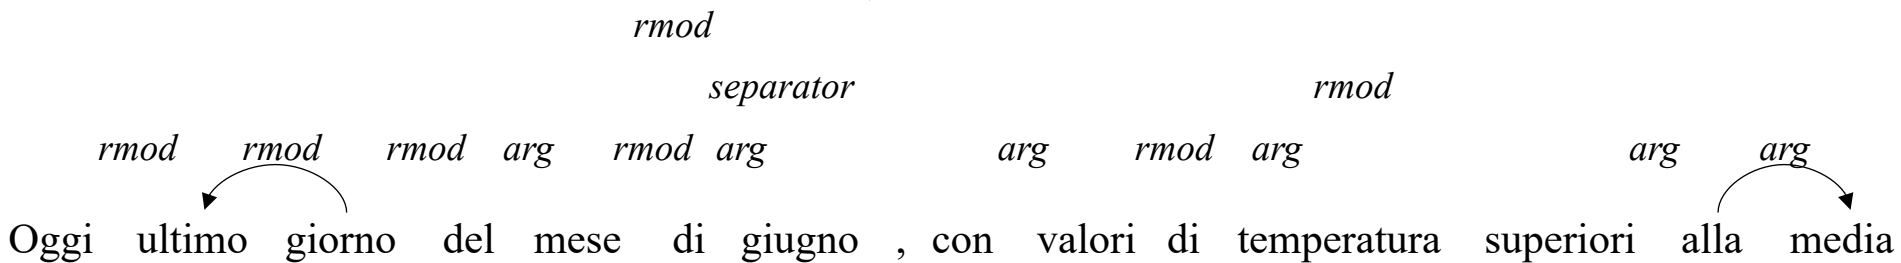 rmod
separator rmod
rmod rmod rmod arg rmod arg arg rmod arg arg arg
Oggi ultimo giorno del mese di giugno , con valori di temperatura superiori alla media